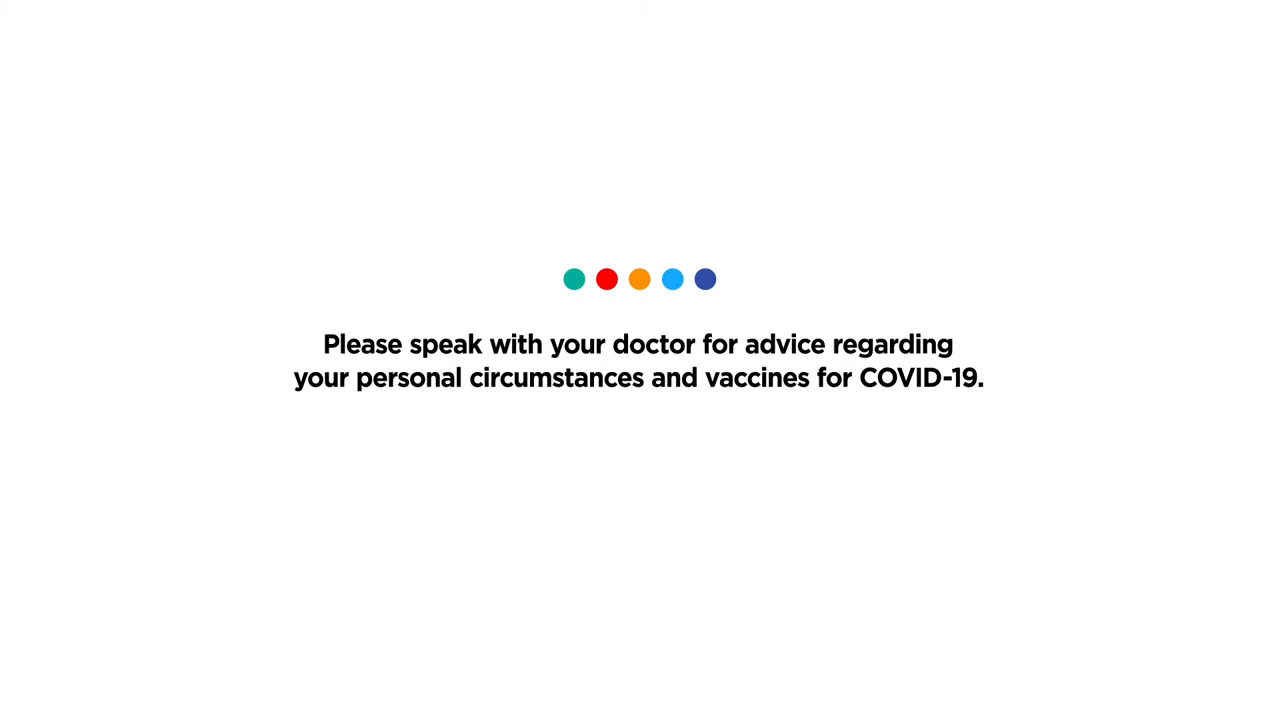 Please speak with your doctor for advice regarding
your personal circumstances and vaccines for COVID-19.